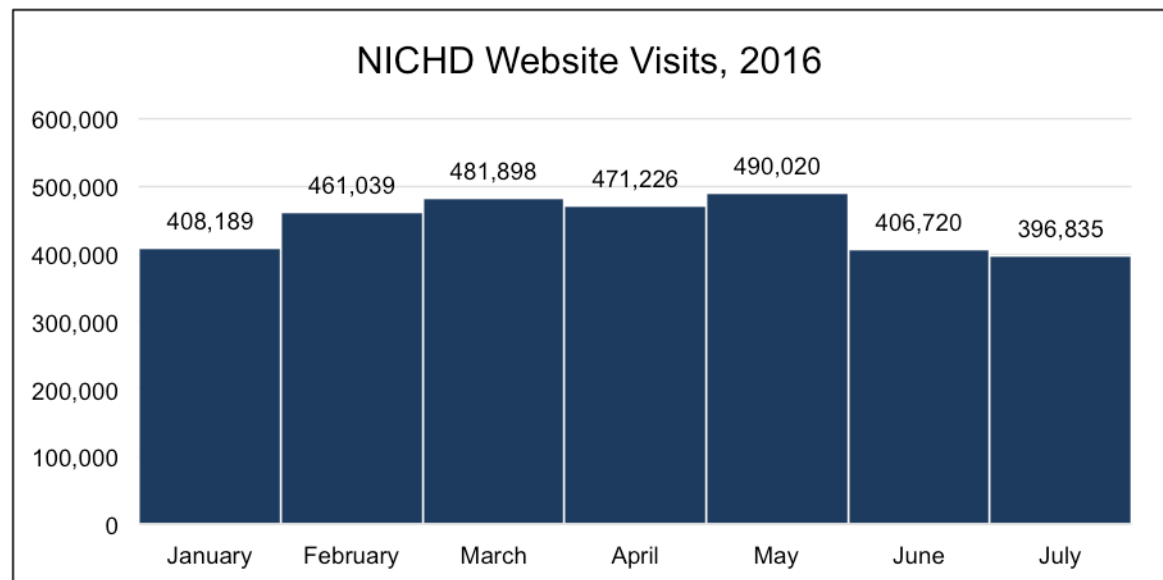 NICHD Website Visits, 2016
600,000
500,000
400,000
300,000
200,000
100,000
0
408,189
461,039
481,898
471,226
490,020
406,720
396,835
January
February
March
April
May
June
July